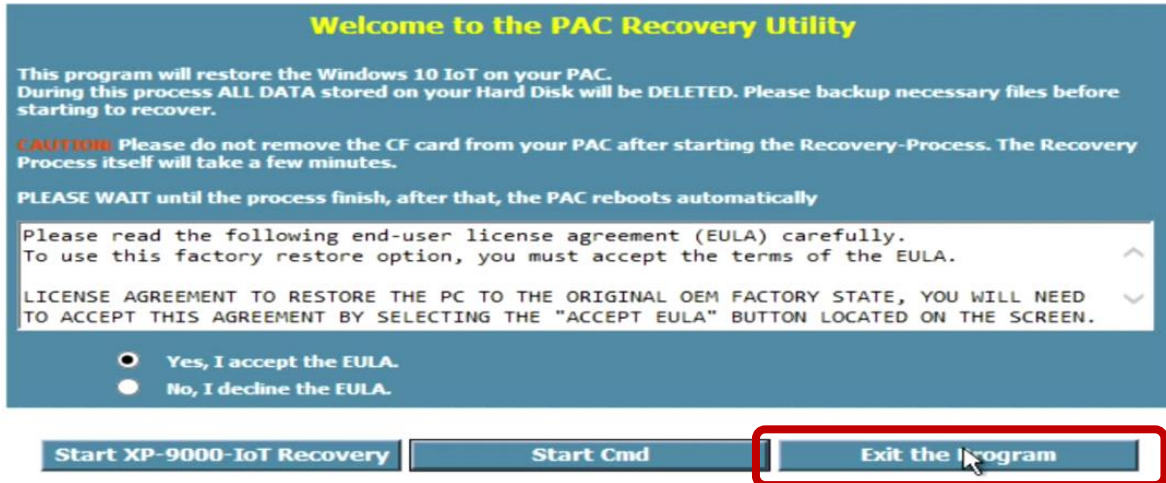 Welcome to the PAC Recovery Utility
This program will restore the Windows 10 IoT on your PAC.
During this process ALL DATA stored on your Hard Disk will be DELETED. Please backup necessary files before
starting to recover.
CAUTION: Please do not remove the CF card from your PAC after starting the Recovery-Process. The Recovery
Process itself will take a few minutes.
PLEASE WAIT until the process finish, after that, the PAC reboots automatically
Please read the following end-user license agreement (EULA) carefully.
To use this factory restore option, you must accept the terms of the EULA.
LICENSE AGREEMENT TO RESTORE THE PC TO THE ORIGINAL OEM FACTORY STATE, YOU WILL NEED
TO ACCEPT THIS AGREEMENT BY SELECTING THE "ACCEPT EULA" BUTTON LOCATED ON THE SCREEN.
Yes, I accept the EULA.
No, I decline the EULA.
Start XP-9000-IoT Recovery
Start Cmd
Exit the Program